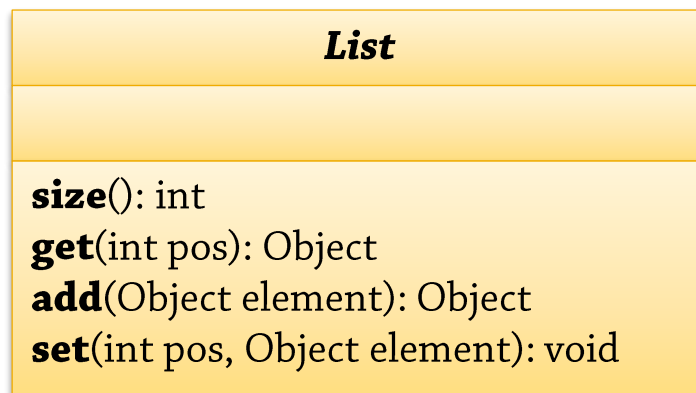 List
size(): int
get(int pos): Object
add(Object element): Object
set(int pos, Object element): void